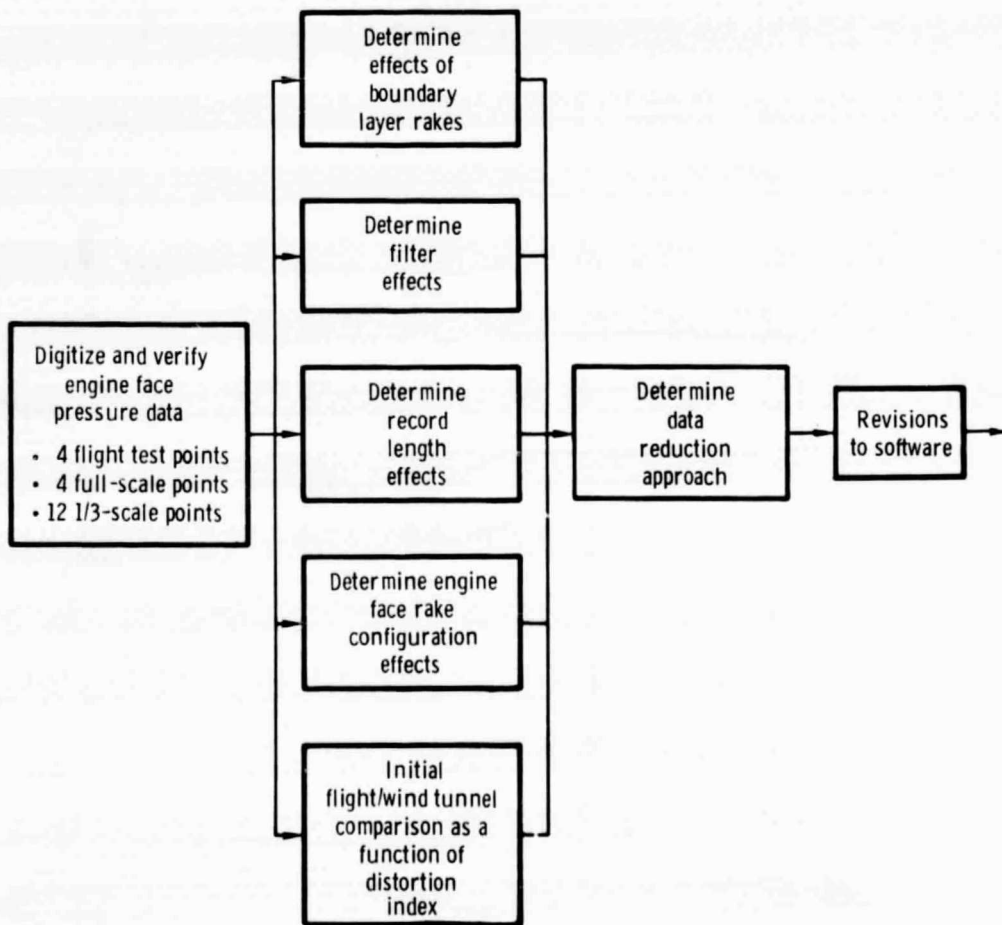 Determine
effects of
boundary
layer rakes
Determine
filter
effects
Digitize and verify
engine face
pressure data
• 4 flight test points
• 4 full-scale points
• 12 1/3-scale points
Determine
record
length
effects
Determine
data
reduction
approach
Revisions
to software
Determine engine
face rake
configuration
effects
Initial
flight/wind tunnel
comparison as a
function of
distortion
index